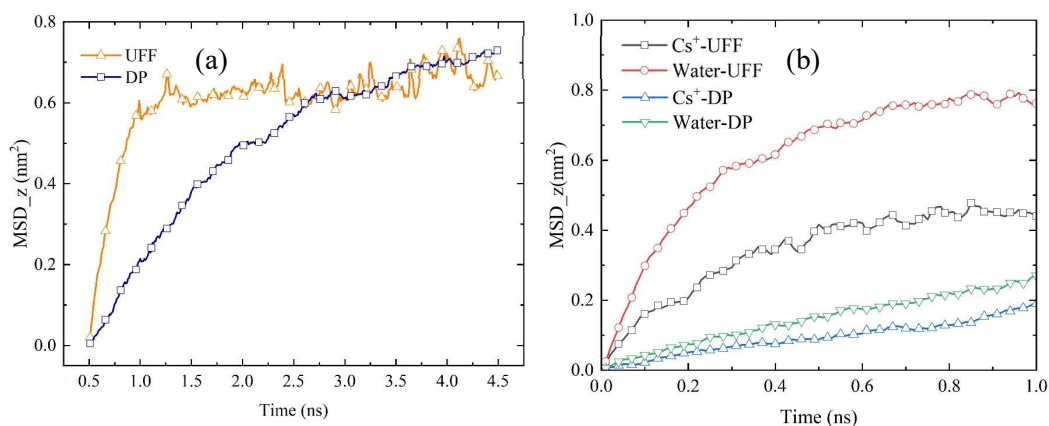 (a)
UFF
DP
MSD_z (nm²)
0.8
0.6
0.4
0.2
0.0
0.5 1.0 1.5 2.0 2.5 3.0 3.5 4.0 4.5
Time (ns)
(b)
Cs⁺-UFF
Water-UFF
Cs⁺-DP
Water-DP
MSD_z(nm²)
1.0
0.8
0.6
0.4
0.2
0.0
0.0 0.2 0.4 0.6 0.8 1.0
Time (ns)